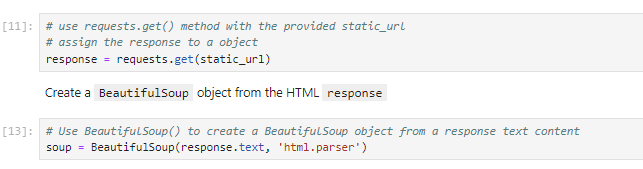 [11]: # use requests.get() method with the provided static_url
# assign the response to a object
response = requests.get(static_url)
Create a BeautifulSoup object from the HTML response
[13]: # Use BeautifulSoup() to create a BeautifulSoup object from a response text content
soup = BeautifulSoup(response.text, 'html.parser')